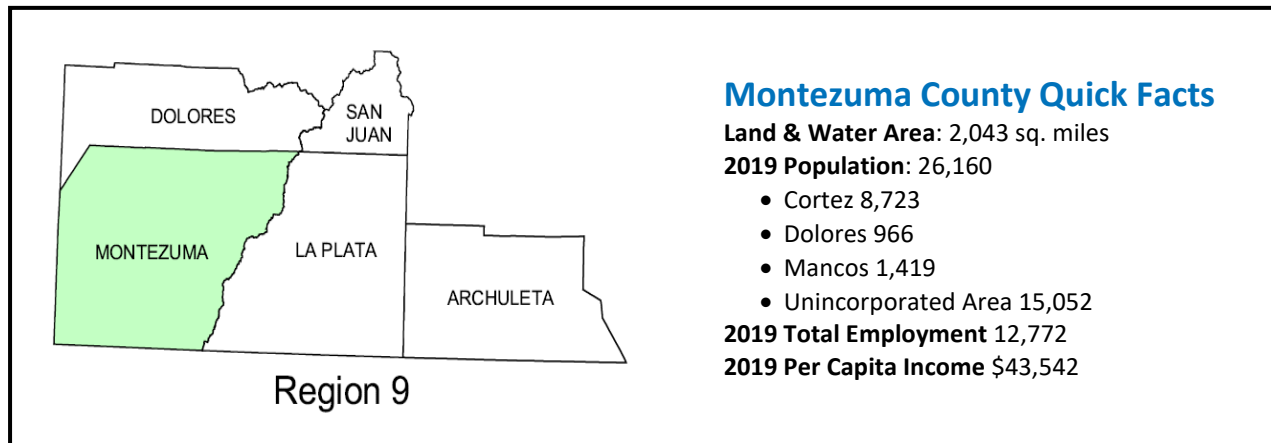 DOLORES
SAN
JUAN
MONTEZUMA
LA PLATA
ARCHULETA
Region 9
Montezuma County Quick Facts
Land & Water Area: 2,043 sq. miles
2019 Population: 26,160
• Cortez 8,723
• Dolores 966
• Mancos 1,419
• Unincorporated Area 15,052
2019 Total Employment 12,772
2019 Per Capita Income $43,542